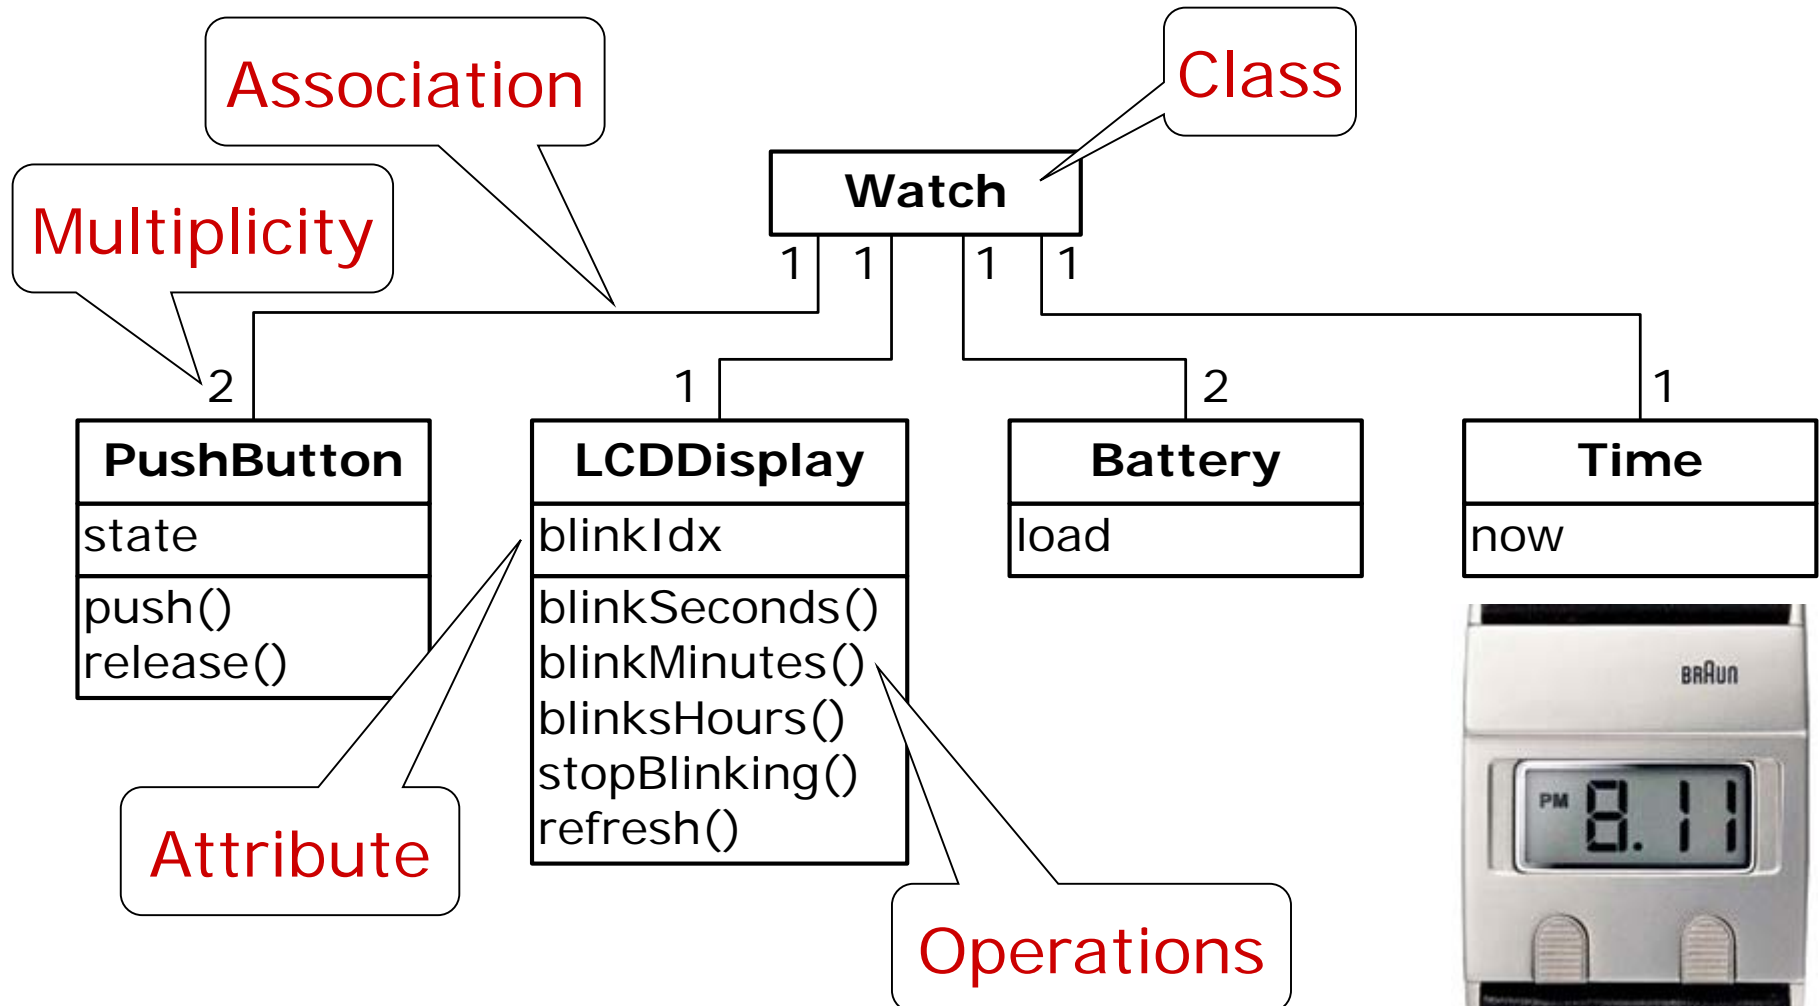 Association
Class
Multiplicity
Watch
1 1 1 1
2 1 2 1
PushButton
state
push()
release()
LCDDisplay
blinkIdx
blinkSeconds()
blinkMinutes()
blinksHours()
stopBlinking()
refresh()
Battery
load
Time
now
Attribute
Operations
BRAUN
PM 8.11